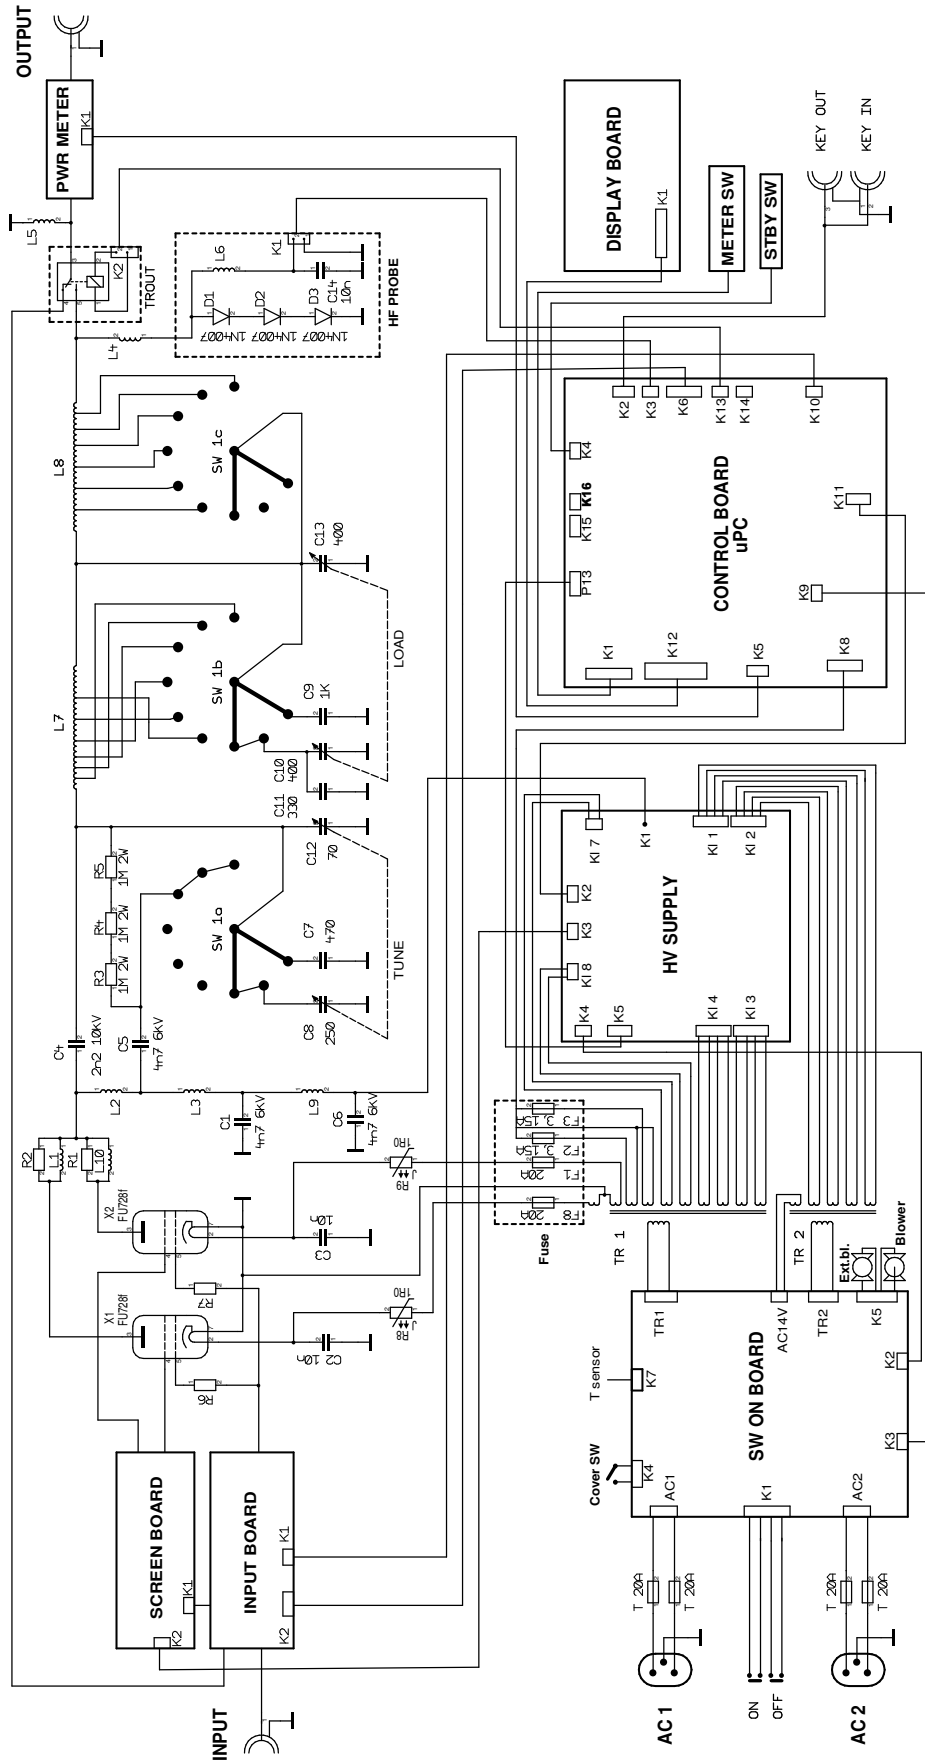 OUTPUT
PWR METER
K1
L5
TROUT
K2
L4
L6
K1
D1
D2
D3
1N4007
1N4007
1N4007
C14
10n
HF PROBE
L8
SW 1c
C13
400
LOAD
L7
SW 1b
C9
1K
C10
400
C11
330
C12
70
R5
1M 2W
R4
1M 2W
R3
1M 2W
SW 1a
C7
470
C8
250
TUNE
C4
2n2 10kV
C5
4n7 6kV
L2
L3
L9
C1
4n7 6kV
C6
4n7 6kV
R2
L1
R1
L10
X2
FU728f
X1
FU728f
R7
R6
C3
10n
C2 10n
R9
1R0
R8
1R0
SCREEN BOARD
K1
K2
INPUT BOARD
K1
K2
INPUT
DISPLAY BOARD
K1
METER SW
STBY SW
KEY OUT
KEY IN
CONTROL BOARD
uPC
K2
K3
K6
K13
K14
K10
K4
K16
K15
P13
K11
K9
K1
K12
K5
K8
HV SUPPLY
KI 7
K1
KI 1
KI 2
K2
K3
KI 8
K4
K5
KI 4
KI 3
Fuse
F3
3,15A
F2
3,15A
F1
20A
F8
20A
TR 1
TR 2
Ext.bl.
Blower
SW ON BOARD
TR1
AC14V
TR2
K5
T sensor
K7
K2
K3
Cover SW
K4
AC1
K1
AC2
T 20A
T 20A
T 20A
T 20A
AC 1
ON
OFF
AC 2